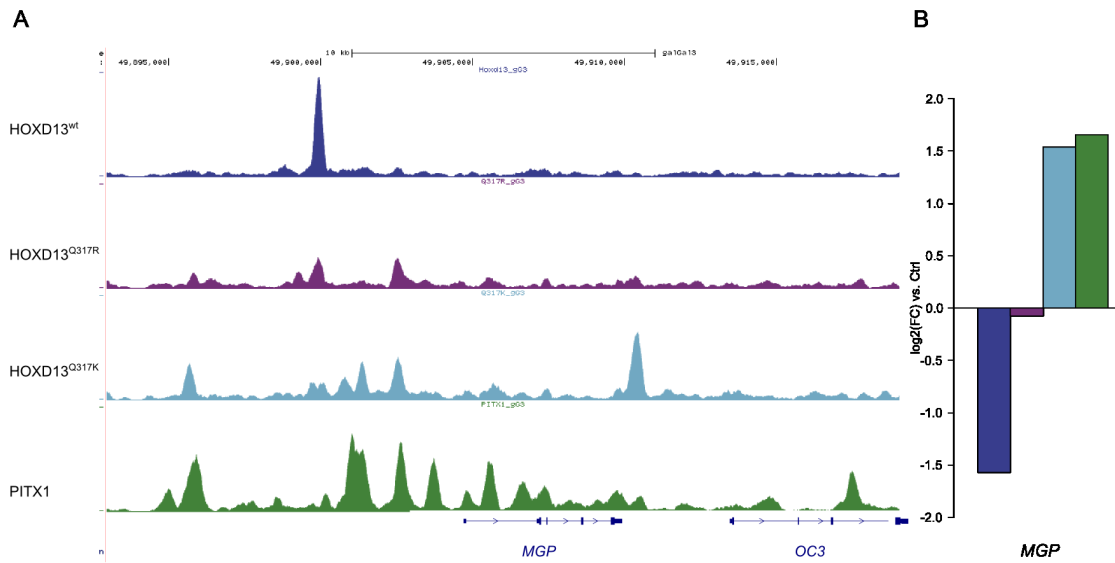 A
B
e
10 kb
galGal3
:
49,895,000
49,900,000
49,905,000
49,910,000
49,915,000
Hoxd13_gG3
HOXD13wt
Q317R_gG3
HOXD13Q317R
Q317K_gG3
HOXD13Q317K
PITX1_gG3
PITX1
MGP
OC3
n
log2(FC) vs. Ctrl
2.0
1.5
1.0
0.5
0.0
-0.5
-1.0
-1.5
-2.0
MGP